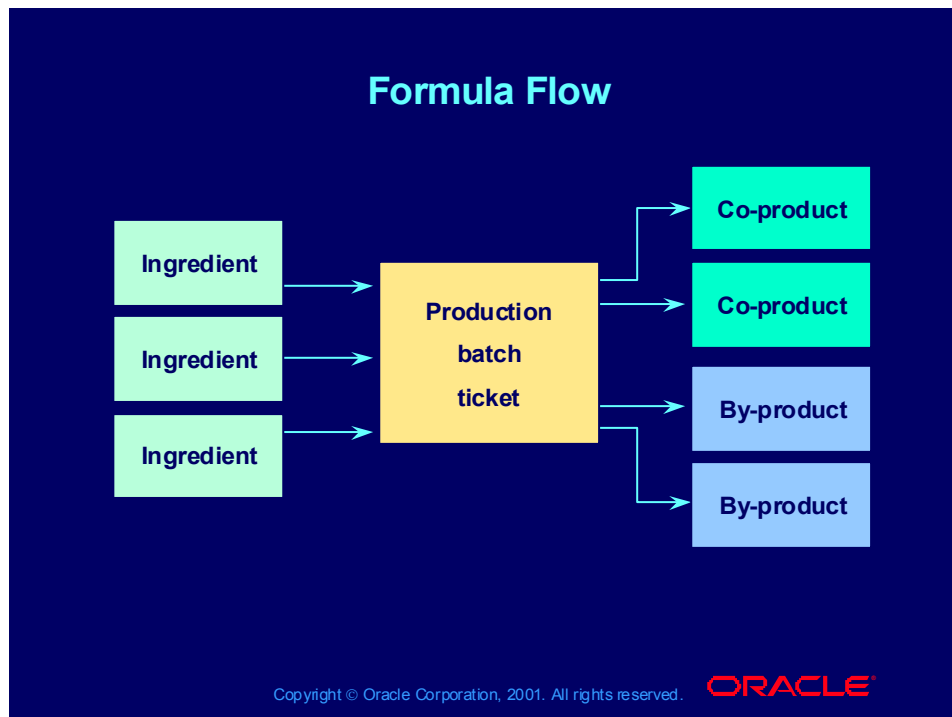 Formula Flow
Ingredient
Ingredient
Ingredient
Production
batch
ticket
Co-product
Co-product
By-product
By-product
Copyright © Oracle Corporation, 2001. All rights reserved.
ORACLE®